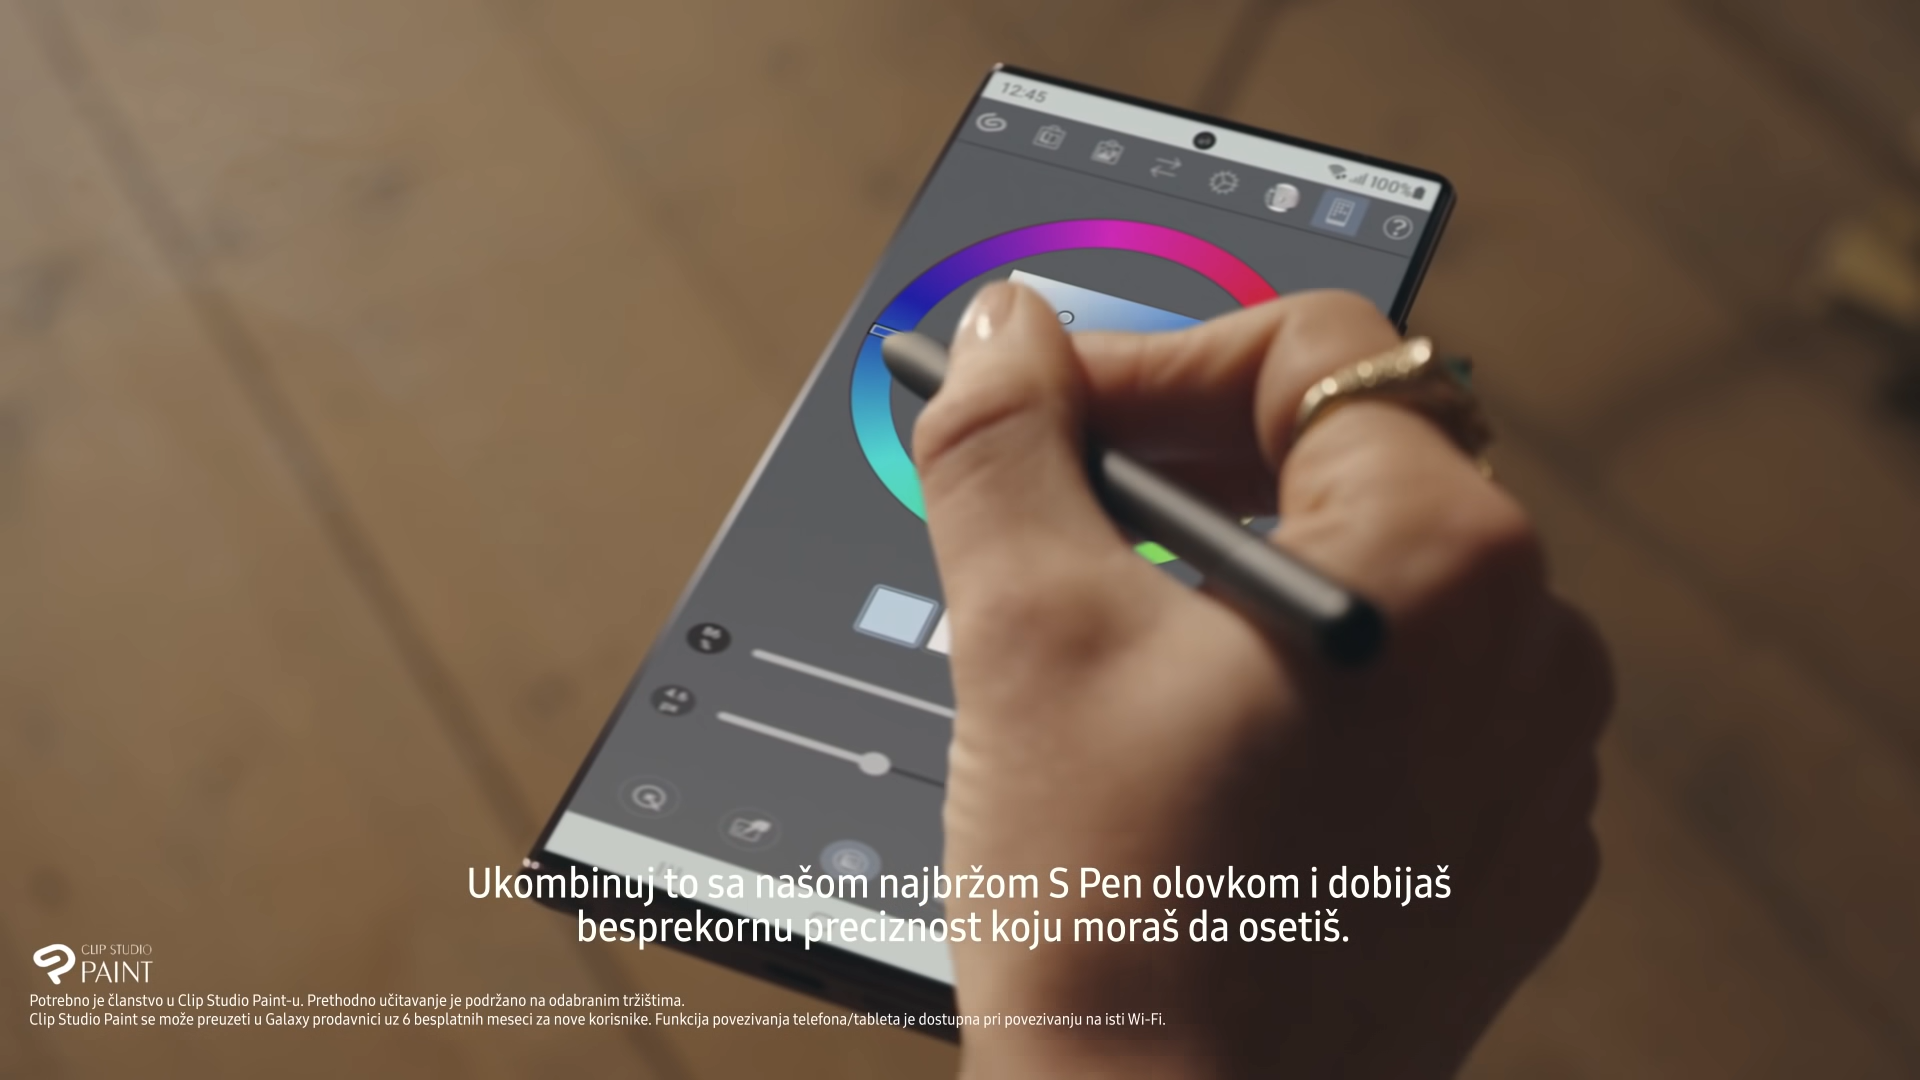 12:45
100%
4.5
px
Ukombinuj to sa našom najbržom S Pen olovkom i dobijaš
besprekornu preciznost koju moraš da osetiš.
CLIP STUDIO
PAINT
Potrebno je članstvo u Clip Studio Paint-u. Prethodno učitavanje je podržano na odabranim tržištima.
Clip Studio Paint se može preuzeti u Galaxy prodavnici uz 6 besplatnih meseci za nove korisnike. Funkcija povezivanja telefona/tableta je dostupna pri povezivanju na isti Wi-Fi.